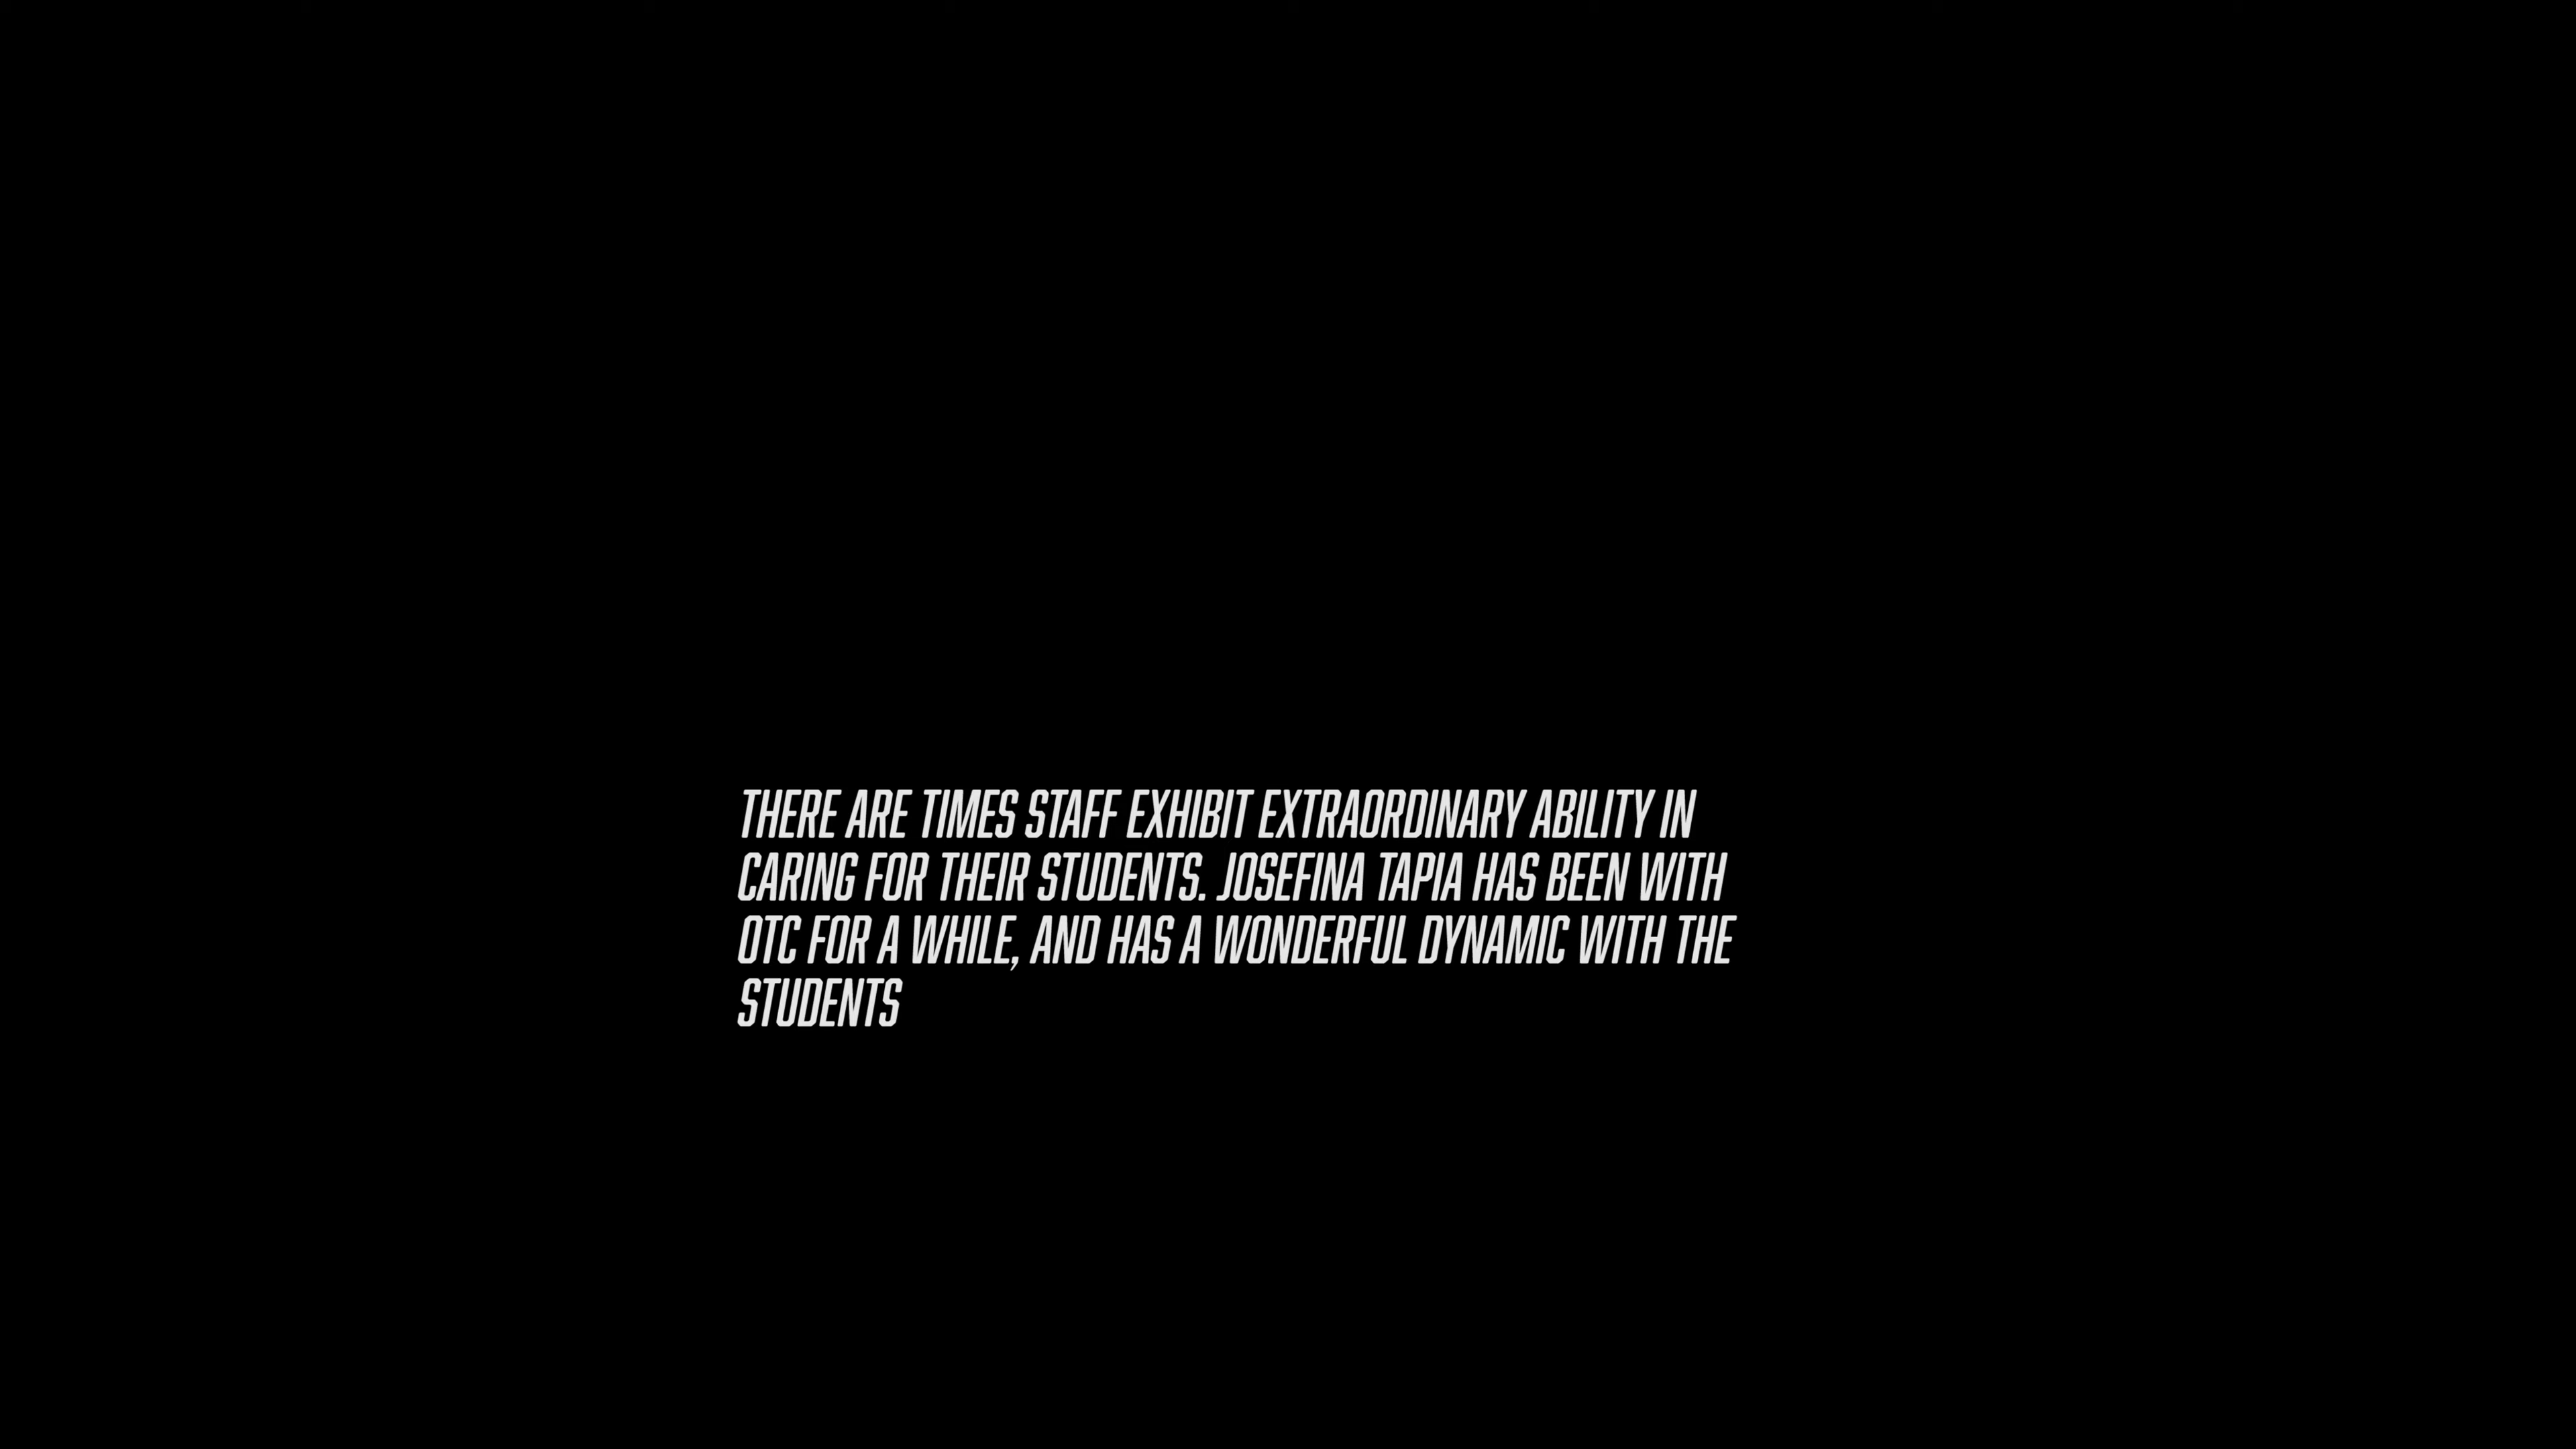 THERE ARE TIMES STAFF EXHIBIT EXTRAORDINARY ABILITY IN
CARING FOR THEIR STUDENTS. JOSEFINA TAPIA HAS BEEN WITH
OTC FOR A WHILE, AND HAS A WONDERFUL DYNAMIC WITH THE
STUDENTS